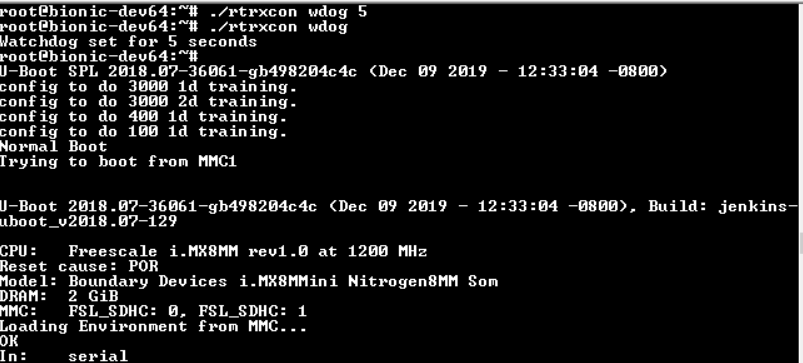 root@bionic-dev64:~# ./rtrxcon wdog 5
root@bionic-dev64:~# ./rtrxcon wdog
Watchdog set for 5 seconds
root@bionic-dev64:~#
U-Boot SPL 2018.07-36061-gb498204c4c (Dec 09 2019 - 12:33:04 -0800)
config to do 3000 1d training.
config to do 3000 2d training.
config to do 400 1d training.
config to do 100 1d training.
Normal Boot
Trying to boot from MMC1
U-Boot 2018.07-36061-gb498204c4c (Dec 09 2019 - 12:33:04 -0800), Build: jenkins-
uboot_v2018.07-129
CPU:   Freescale i.MX8MM rev1.0 at 1200 MHz
Reset cause: POR
Model: Boundary Devices i.MX8MMini Nitrogen8MM Som
DRAM:  2 GiB
MMC:   FSL_SDHC: 0, FSL_SDHC: 1
Loading Environment from MMC...
OK
In:    serial